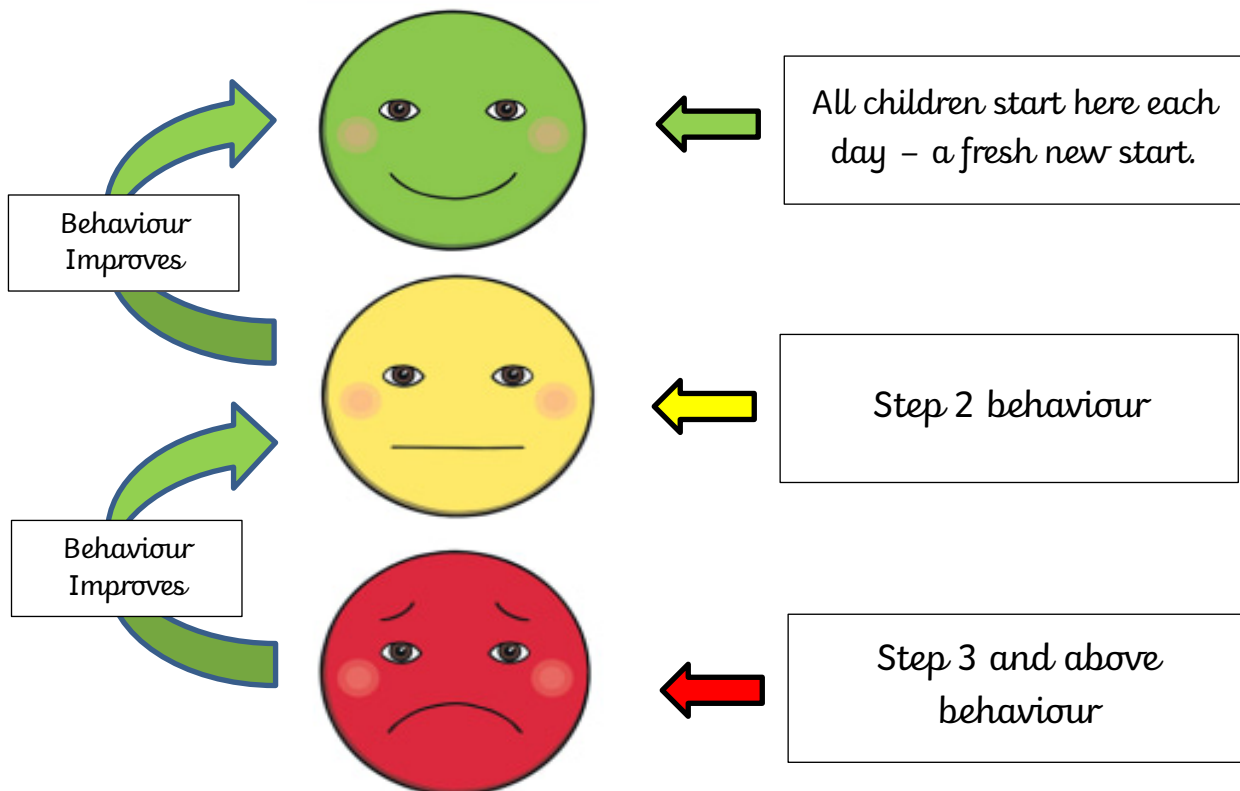 All children start here each
day – a fresh new start.
Behaviour
Improves
Step 2 behaviour
Behaviour
Improves
Step 3 and above
behaviour